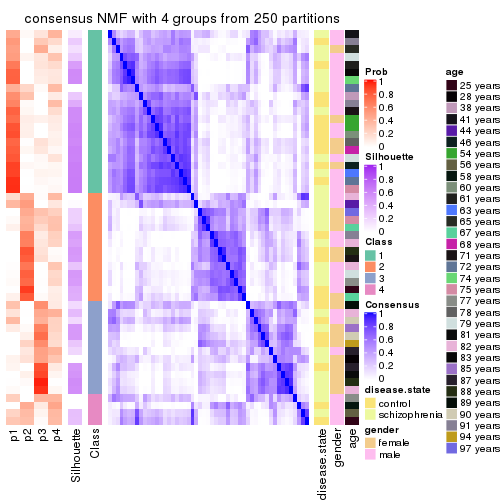 consensus NMF with 4 groups from 250 partitions
p1
p2
p3
p4
Silhouette
Class
disease.state
gender
age
Prob
1
0.8
0.6
0.4
0.2
0
Silhouette
1
0.8
0.6
0.4
0.2
0
Class
1
2
3
4
Consensus
1
0.8
0.6
0.4
0.2
0
disease.state
control
schizophrenia
gender
female
male
age
25 years
28 years
38 years
41 years
44 years
46 years
54 years
56 years
58 years
60 years
61 years
63 years
65 years
67 years
68 years
71 years
72 years
74 years
75 years
77 years
78 years
79 years
81 years
82 years
83 years
85 years
87 years
88 years
89 years
90 years
91 years
94 years
97 years